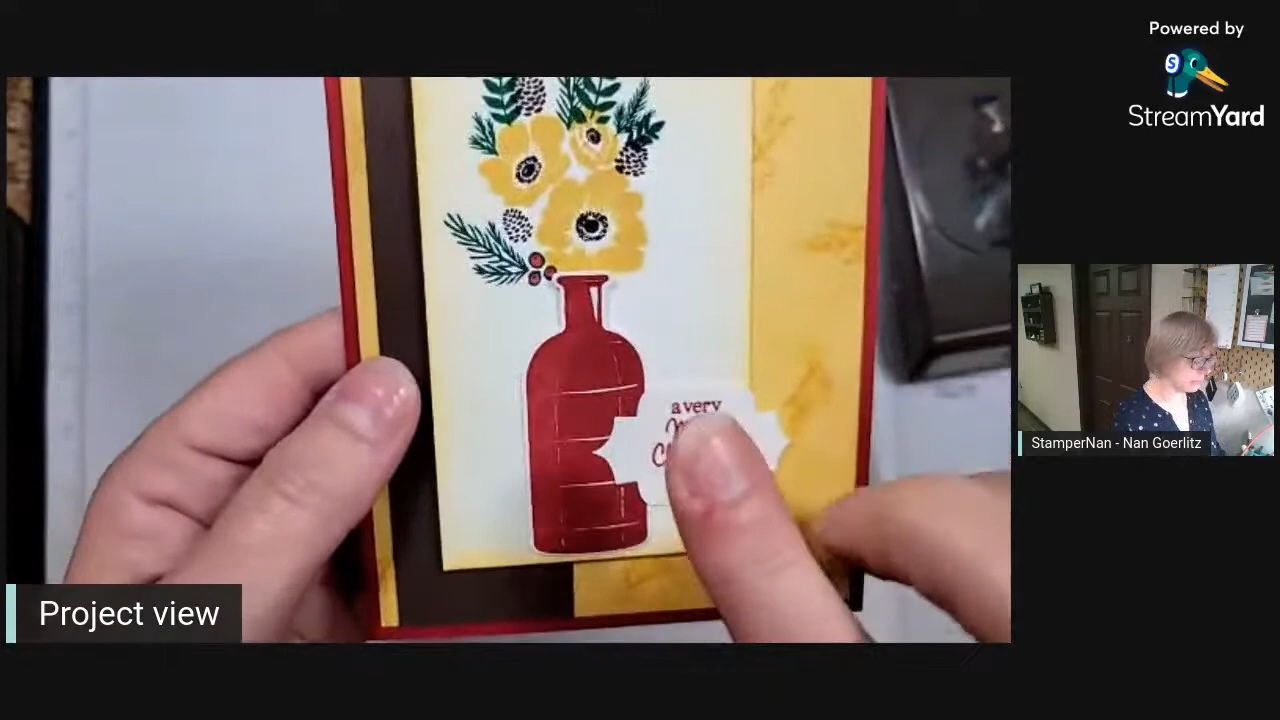 Powered by
StreamYard
a very
StamperNan - Nan Goerlitz
Project view